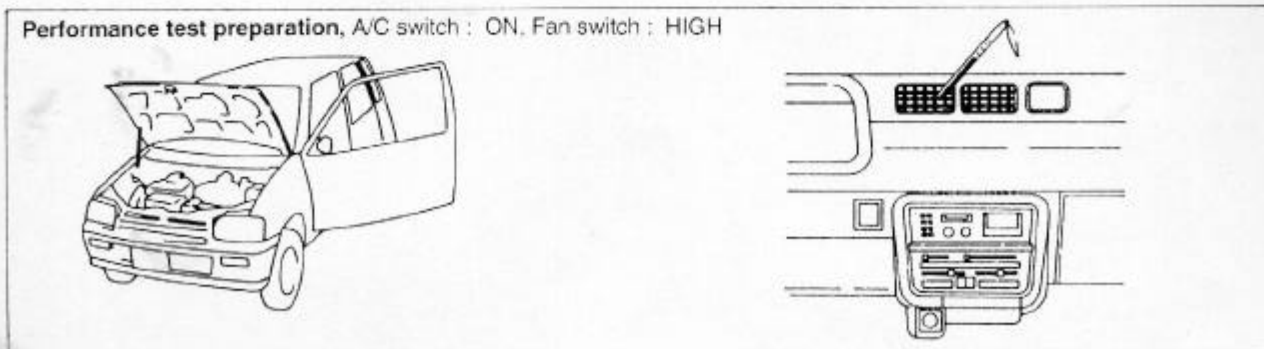 Performance test preparation, A/C switch : ON, Fan switch : HIGH